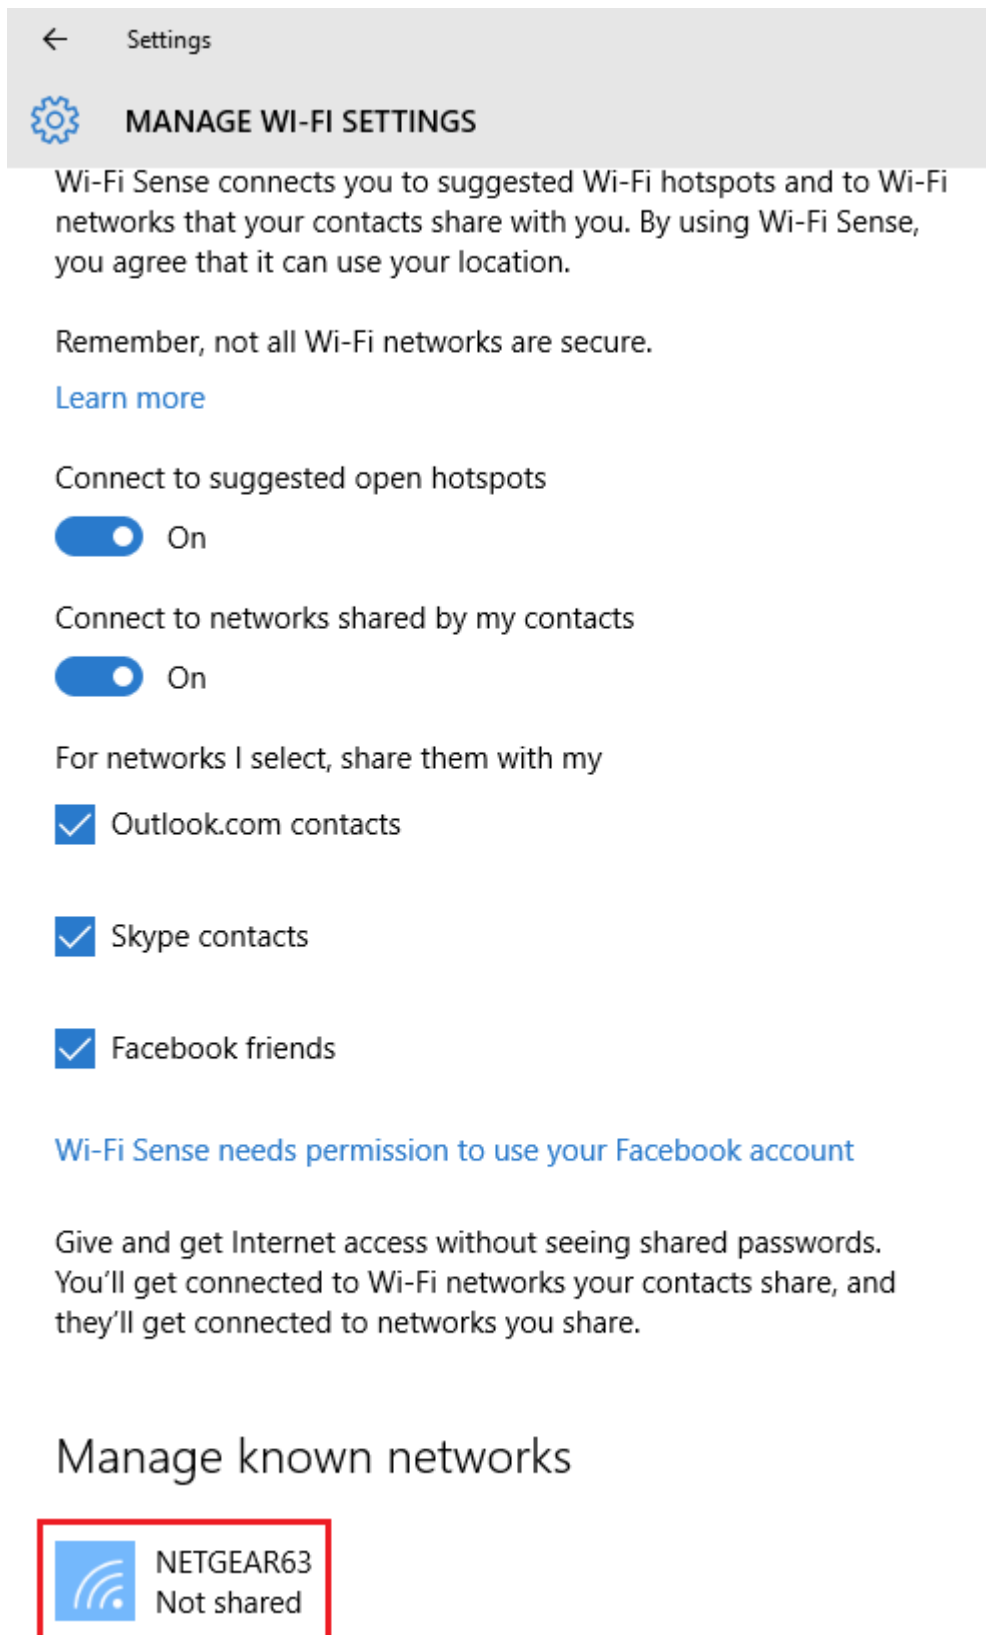 Settings
MANAGE WI-FI SETTINGS
Wi-Fi Sense connects you to suggested Wi-Fi hotspots and to Wi-Fi
networks that your contacts share with you. By using Wi-Fi Sense,
you agree that it can use your location.
Remember, not all Wi-Fi networks are secure.
Learn more
Connect to suggested open hotspots
On
Connect to networks shared by my contacts
On
For networks I select, share them with my
Outlook.com contacts
Skype contacts
Facebook friends
Wi-Fi Sense needs permission to use your Facebook account
Give and get Internet access without seeing shared passwords.
You’ll get connected to Wi-Fi networks your contacts share, and
they’ll get connected to networks you share.
Manage known networks
NETGEAR63
Not shared